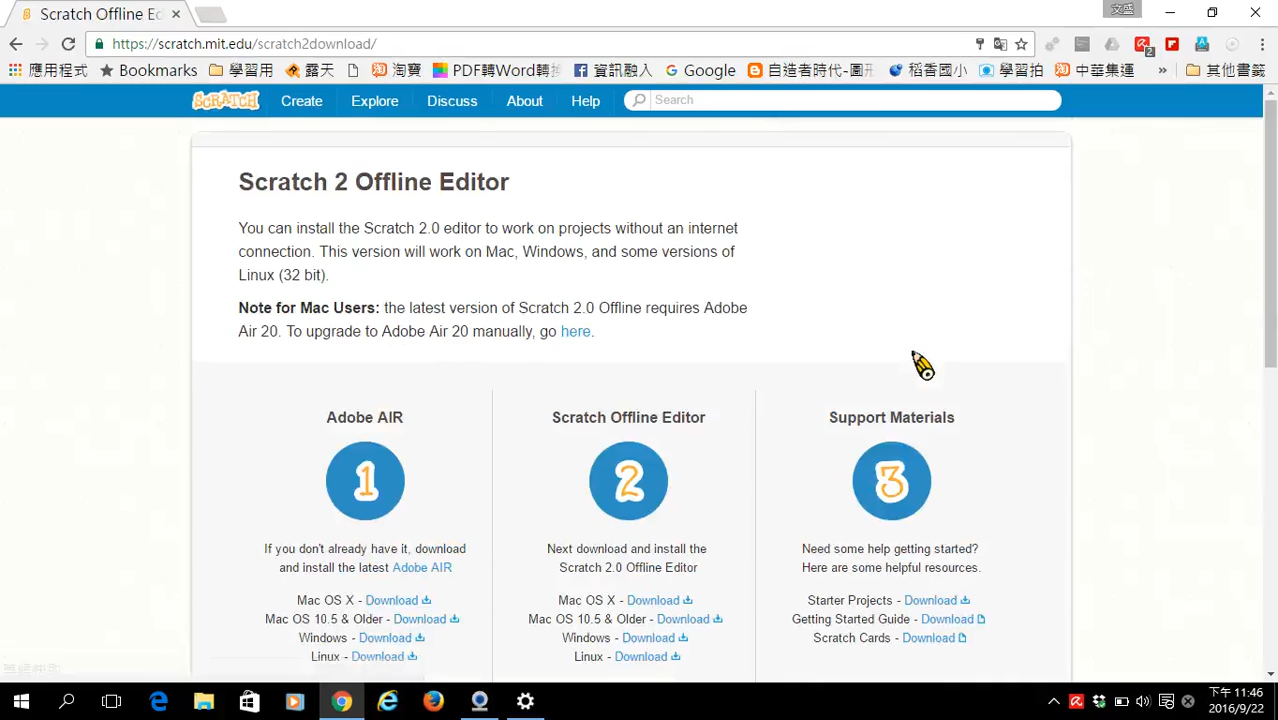 Scratch Offline Ed
文盛
https://scratch.mit.edu/scratch2download/
應用程式
Bookmarks
學習用
露天
淘寶
PDF轉Word轉換
資訊融入
Google
自造者時代-圖形
稻香國小
學習拍
中華集運
»
其他書籤
SCRATCH
Create
Explore
Discuss
About
Help
Search
Scratch 2 Offline Editor
You can install the Scratch 2.0 editor to work on projects without an internet
connection. This version will work on Mac, Windows, and some versions of
Linux (32 bit).
Note for Mac Users: the latest version of Scratch 2.0 Offline requires Adobe
Air 20. To upgrade to Adobe Air 20 manually, go here.
Adobe AIR
1
If you don't already have it, download
and install the latest Adobe AIR
Mac OS X - Download
Mac OS 10.5 & Older - Download
Windows - Download
Linux - Download
Scratch Offline Editor
2
Next download and install the
Scratch 2.0 Offline Editor
Mac OS X - Download
Mac OS 10.5 & Older - Download
Windows - Download
Linux - Download
Support Materials
3
Need some help getting started?
Here are some helpful resources.
Starter Projects - Download
Getting Started Guide - Download
Scratch Cards - Download
下午 11:46
2016/9/22